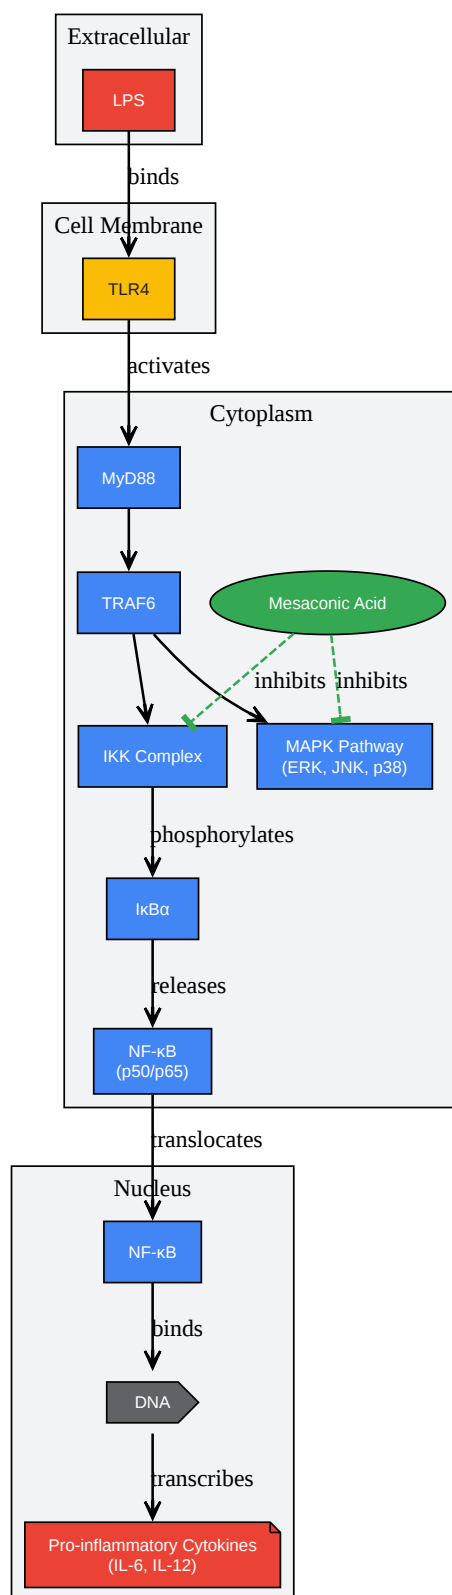 Extracellular
LPS
binds
Cell Membrane
TLR4
activates
Cytoplasm
MyD88
TRAF6
Mesaconic Acid
inhibits
inhibits
IKK Complex
MAPK Pathway
(ERK, JNK, p38)
phosphorylates
IκBα
releases
NF-κB
(p50/p65)
translocates
Nucleus
NF-κB
binds
DNA
transcribes
Pro-inflammatory Cytokines
(IL-6, IL-12)